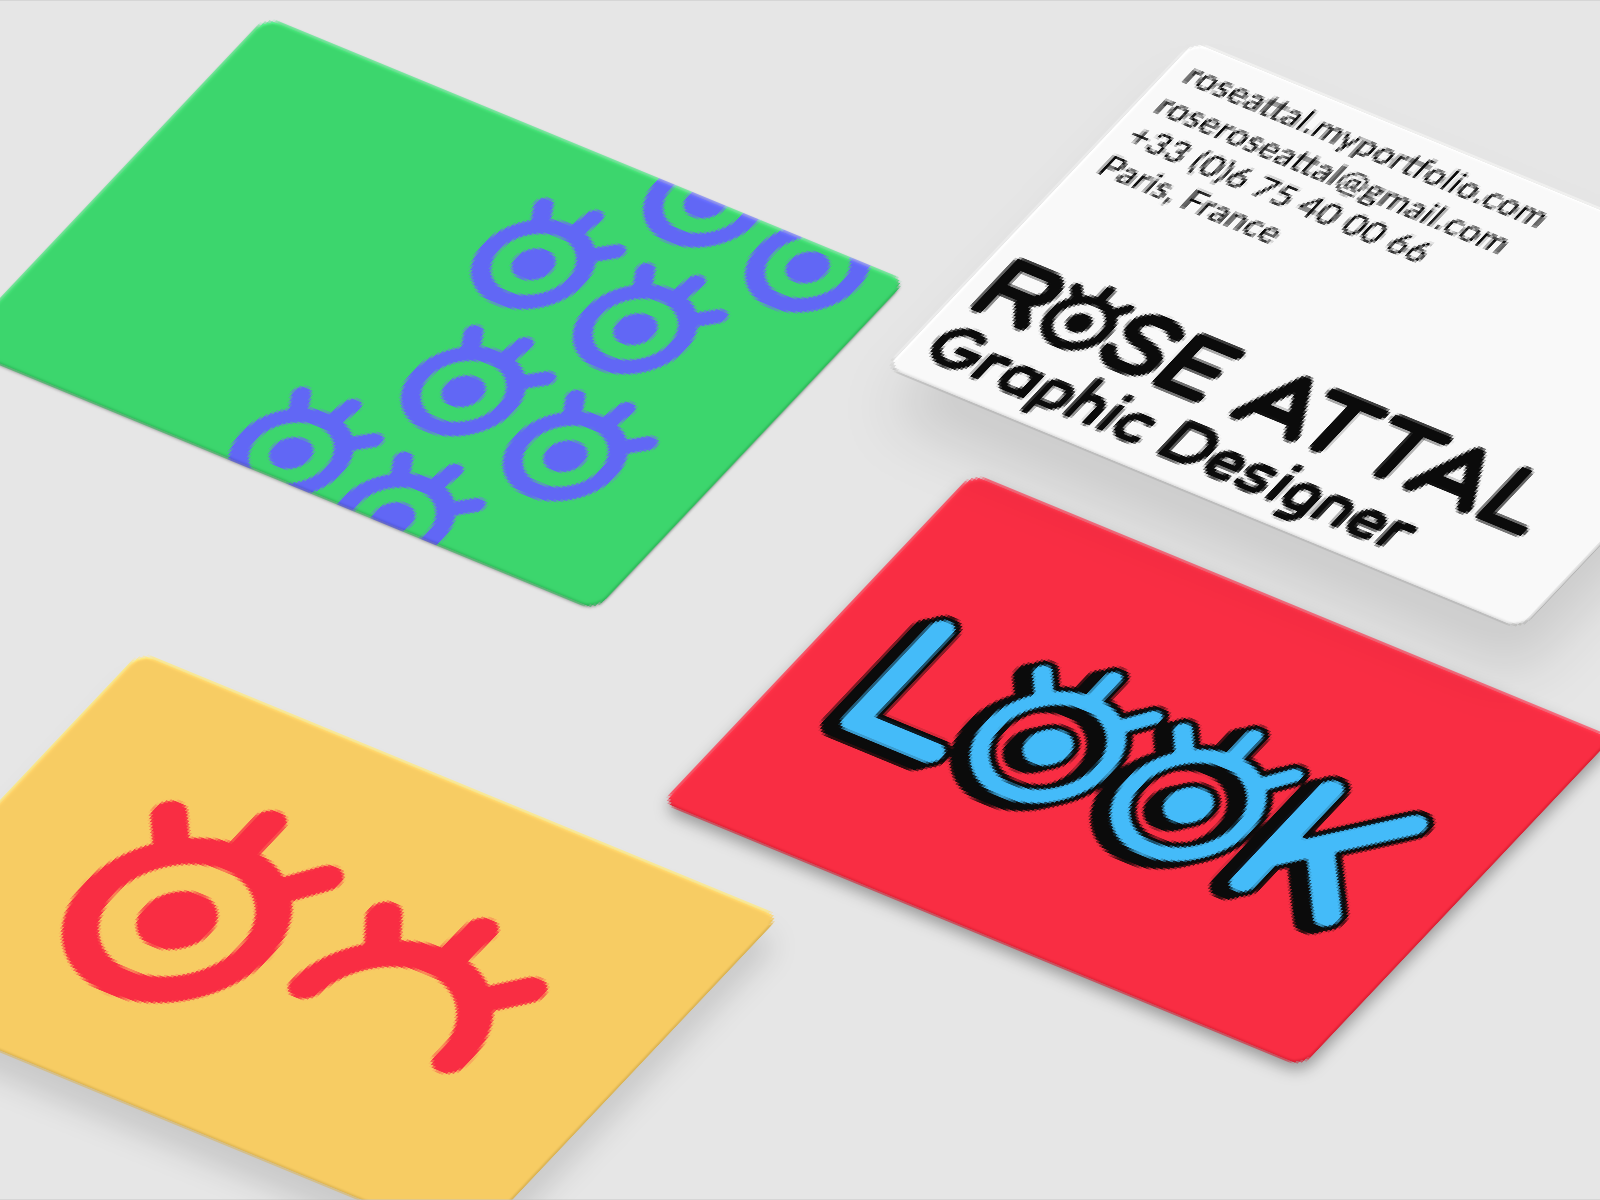 roseattal.myportfolio.com
roseroseattal@gmail.com
+33 (0)6 75 40 00 66
Paris, France
ROSE ATTAL
Graphic Designer
LOOK